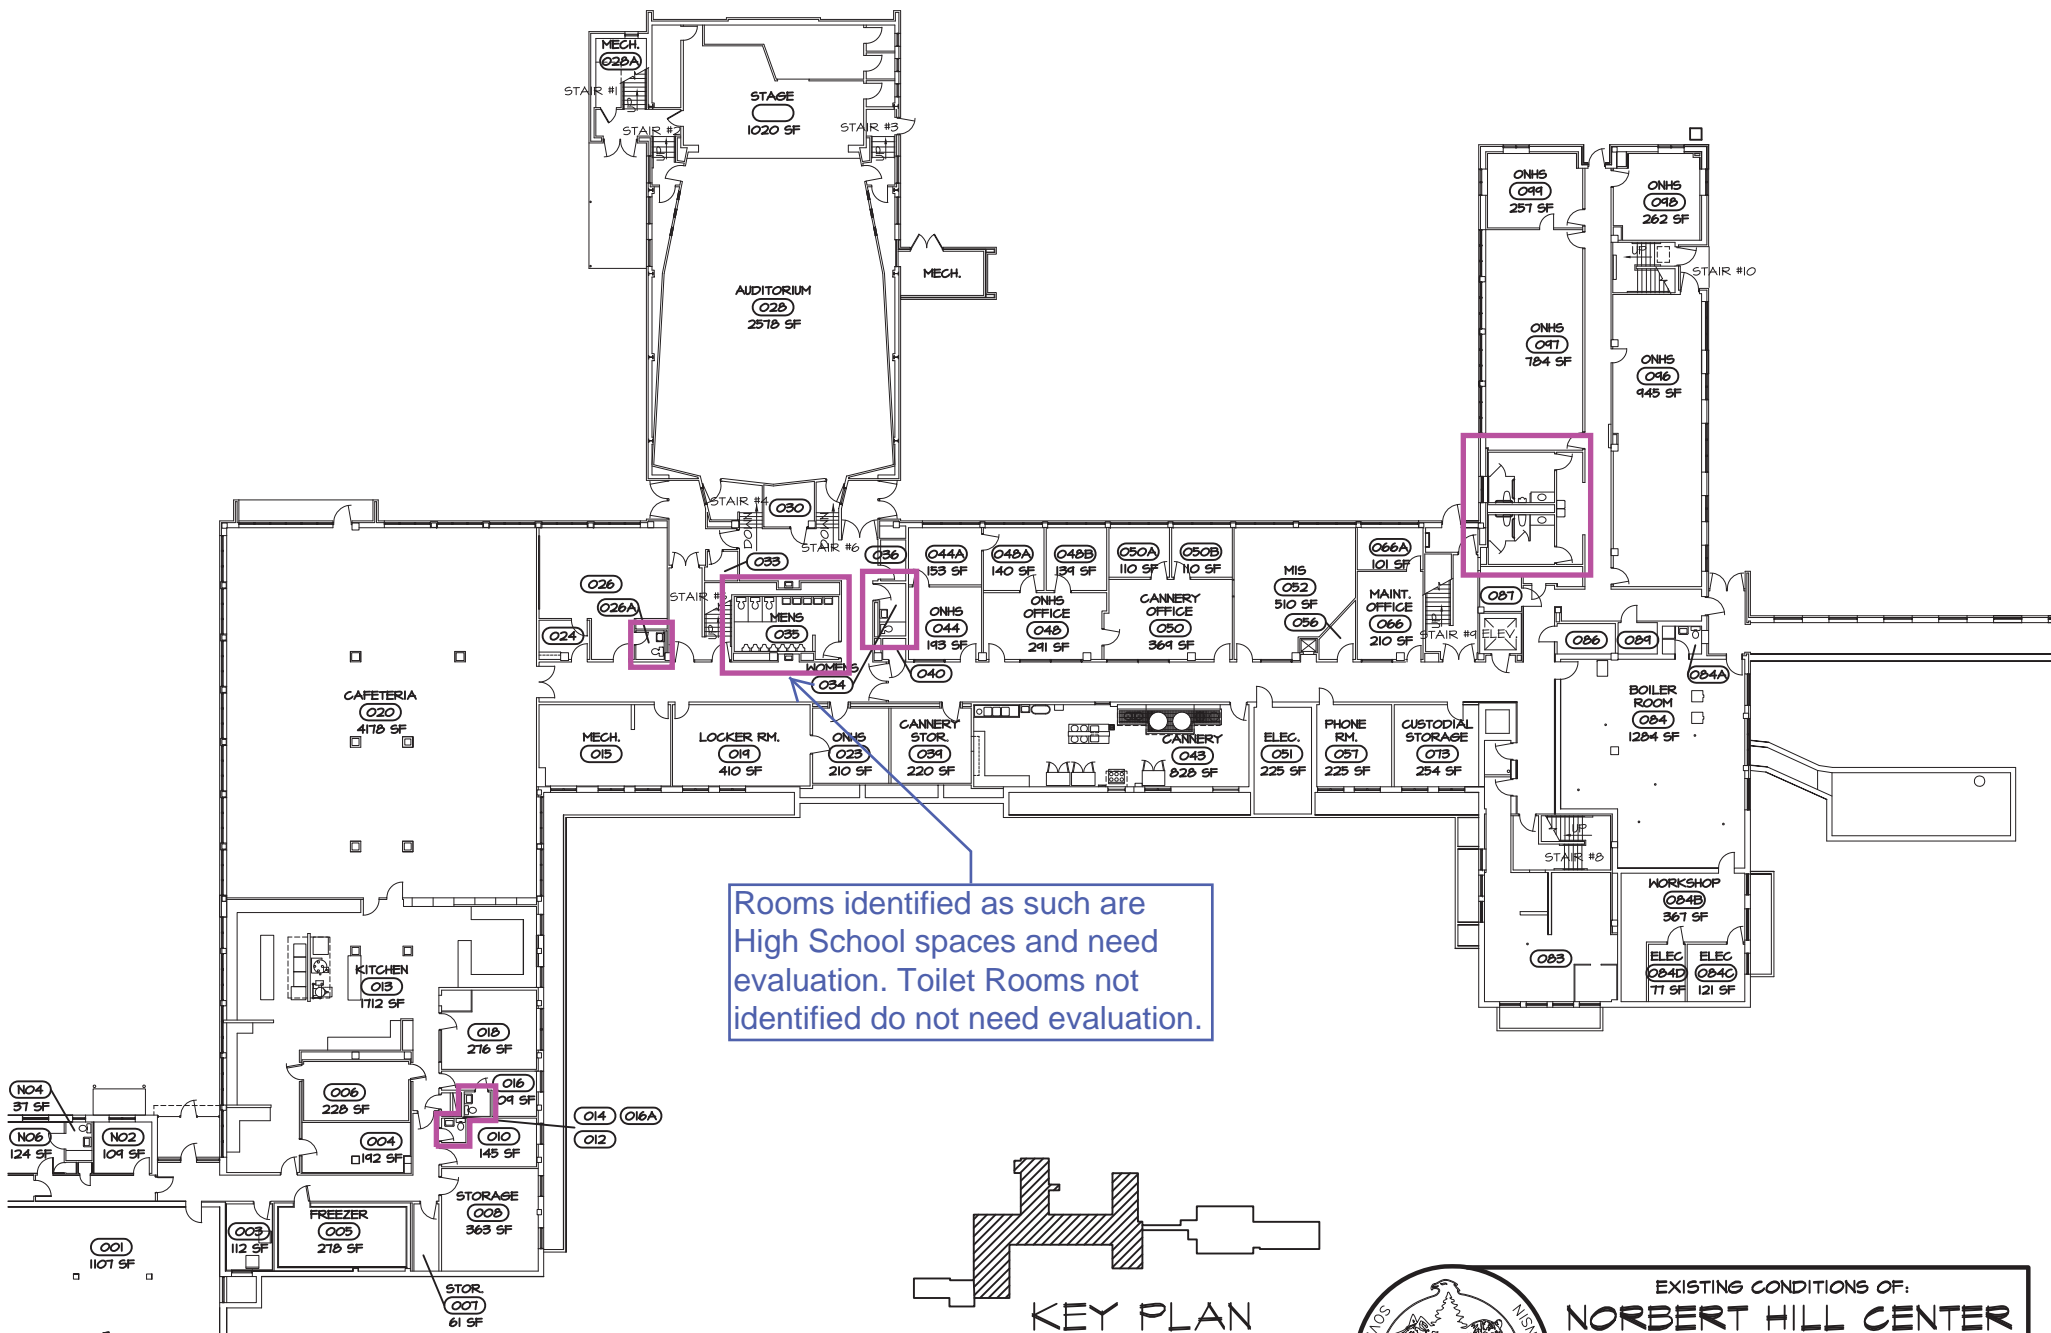 MECH.
028A
STAIR #1
UP
STAGE
1020 SF
STAIR #2
UP
STAIR #3
UP
MECH.
AUDITORIUM
028
2578 SF
ONHS
099
257 SF
ONHS
098
262 SF
UP
STAIR #10
ONHS
097
784 SF
ONHS
096
945 SF
STAIR #4
030
DOWN
DOWN
STAIR #6
033
036
026
026A
024
STAIR #5
MENS
035
WOMENS
034
040
044A
153 SF
048A
140 SF
048B
139 SF
050A
110 SF
050B
110 SF
ONHS
044
193 SF
ONHS
OFFICE
048
291 SF
CANNERY
OFFICE
050
369 SF
MIS
052
510 SF
056
066A
101 SF
MAINT.
OFFICE
066
210 SF
UP
STAIR #9
ELEV.
087
086
089
084A
CAFETERIA
020
4178 SF
MECH.
015
LOCKER RM.
019
410 SF
ONHS
023
210 SF
CANNERY
STOR.
039
220 SF
CANNERY
043
828 SF
ELEC.
051
225 SF
PHONE
RM.
057
225 SF
CUSTODIAL
STORAGE
073
254 SF
BOILER
ROOM
084
1284 SF
UP
STAIR #8
WORKSHOP
084B
367 SF
ELEC
084D
77 SF
ELEC
084C
121 SF
083
Rooms identified as such are
High School spaces and need
evaluation. Toilet Rooms not
identified do not need evaluation.
KITCHEN
013
1712 SF
018
276 SF
016
109 SF
006
228 SF
004
192 SF
010
145 SF
014 016A
012
N04
37 SF
N06
124 SF
N02
109 SF
STORAGE
008
363 SF
FREEZER
005
278 SF
003
112 SF
001
1107 SF
STOR.
007
61 SF
KEY PLAN
EXISTING CONDITIONS OF:
NORBERT HILL CENTER